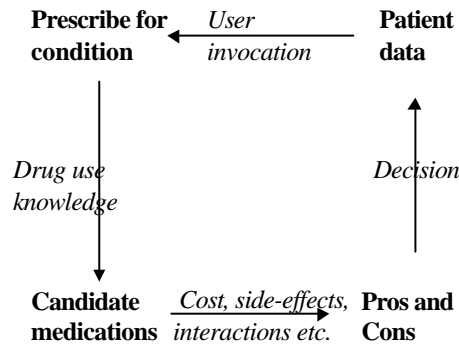 Prescribe for
condition
User
invocation
Patient
data
Drug use
knowledge
Decision
Candidate
medications
Cost, side-effects,
interactions etc.
Pros and
Cons